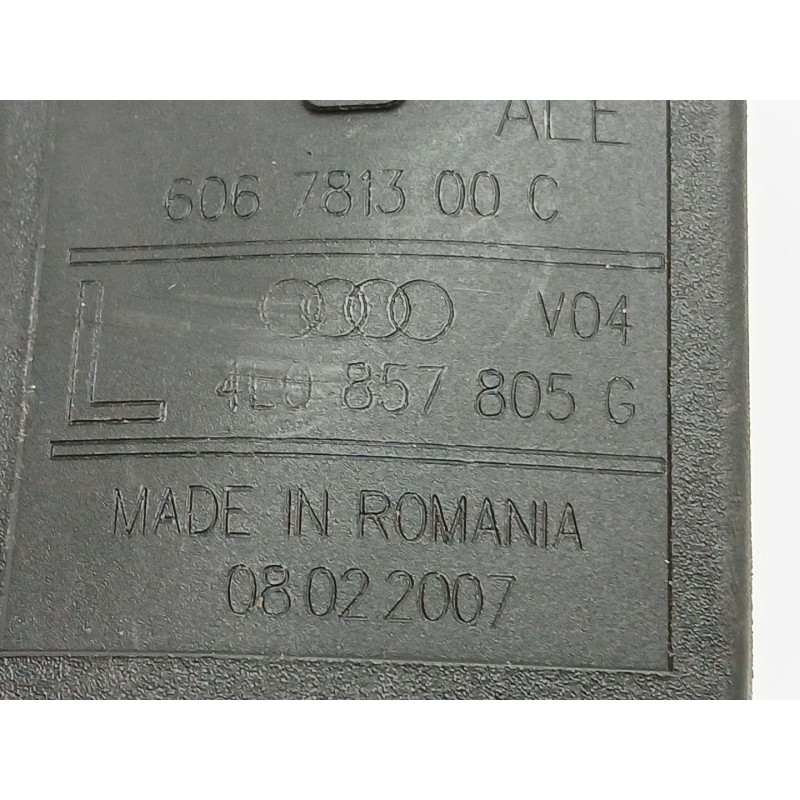 ALE
606 7813 00 C
V04
L 4L0 857 805 G
MADE IN ROMANIA
08 02 2007